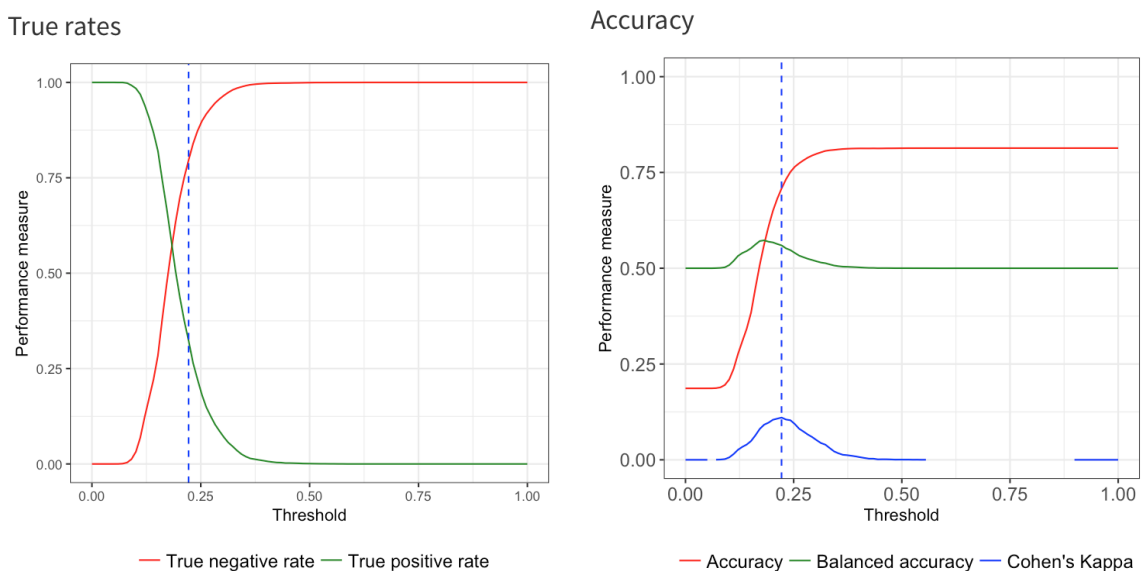 True rates
1.00
0.75
0.50
0.25
0.00
Performance measure
0.00 0.25 0.50 0.75 1.00
Threshold
True negative rate True positive rate
Accuracy
1.00
0.75
0.50
0.25
0.00
Performance measure
0.00 0.25 0.50 0.75 1.00
Threshold
Accuracy Balanced accuracy Cohen's Kappa